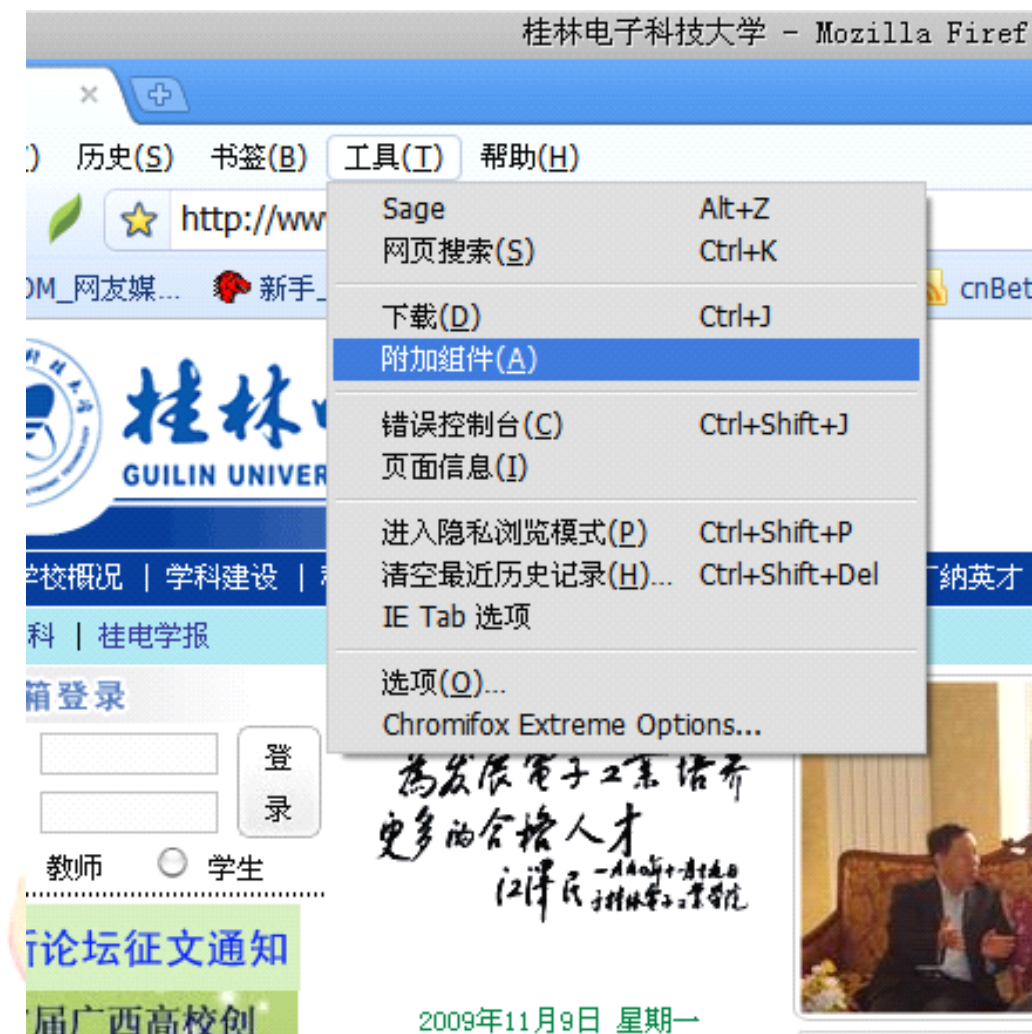 桂林电子科技大学 - Mozilla Firef
) 历史(S) 书签(B) 工具(T) 帮助(H)
http://ww
Sage Alt+Z
网页搜索(S) Ctrl+K
OM_网友媒... 新手_ cnBet
下载(D) Ctrl+J
附加组件(A)
桂林
GUILIN UNIVER
错误控制台(C) Ctrl+Shift+J
页面信息(I)
进入隐私浏览模式(P) Ctrl+Shift+P
学校概况 | 学科建设 | 清空最近历史记录(H)... Ctrl+Shift+Del 广纳英才
IE Tab 选项
科 | 桂电学报
选项(O)...
箱登录
Chromifox Extreme Options...
登
录
为发展电子工业培养
更多的合格人才
江泽民
教师 学生
新论坛征文通知
届广西高校创
2009年11月9日 星期一